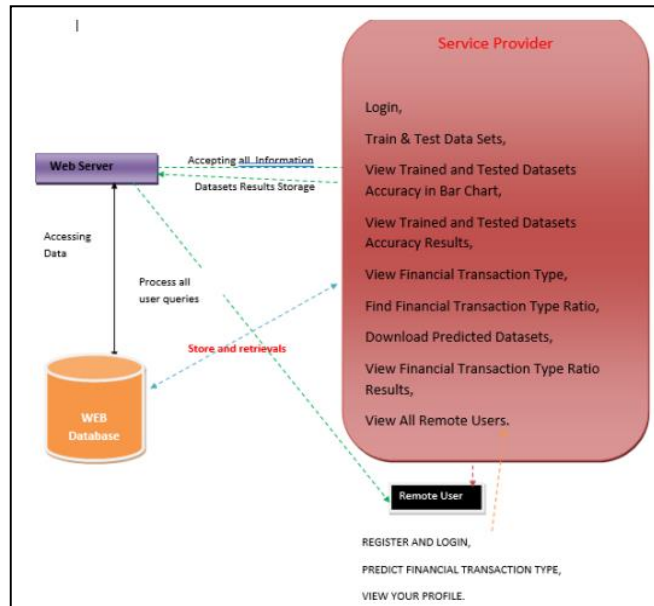 Service Provider
Login,
Train & Test Data Sets,
View Trained and Tested Datasets
Accuracy in Bar Chart,
View Trained and Tested Datasets
Accuracy Results,
View Financial Transaction Type,
Find Financial Transaction Type Ratio,
Download Predicted Datasets,
View Financial Transaction Type Ratio
Results,
View All Remote Users.
Web Server
Accepting all Information
Datasets Results Storage
Accessing
Data
Process all
user queries
Store and retrievals
WEB
Database
Remote User
REGISTER AND LOGIN,
PREDICT FINANCIAL TRANSACTION TYPE,
VIEW YOUR PROFILE.